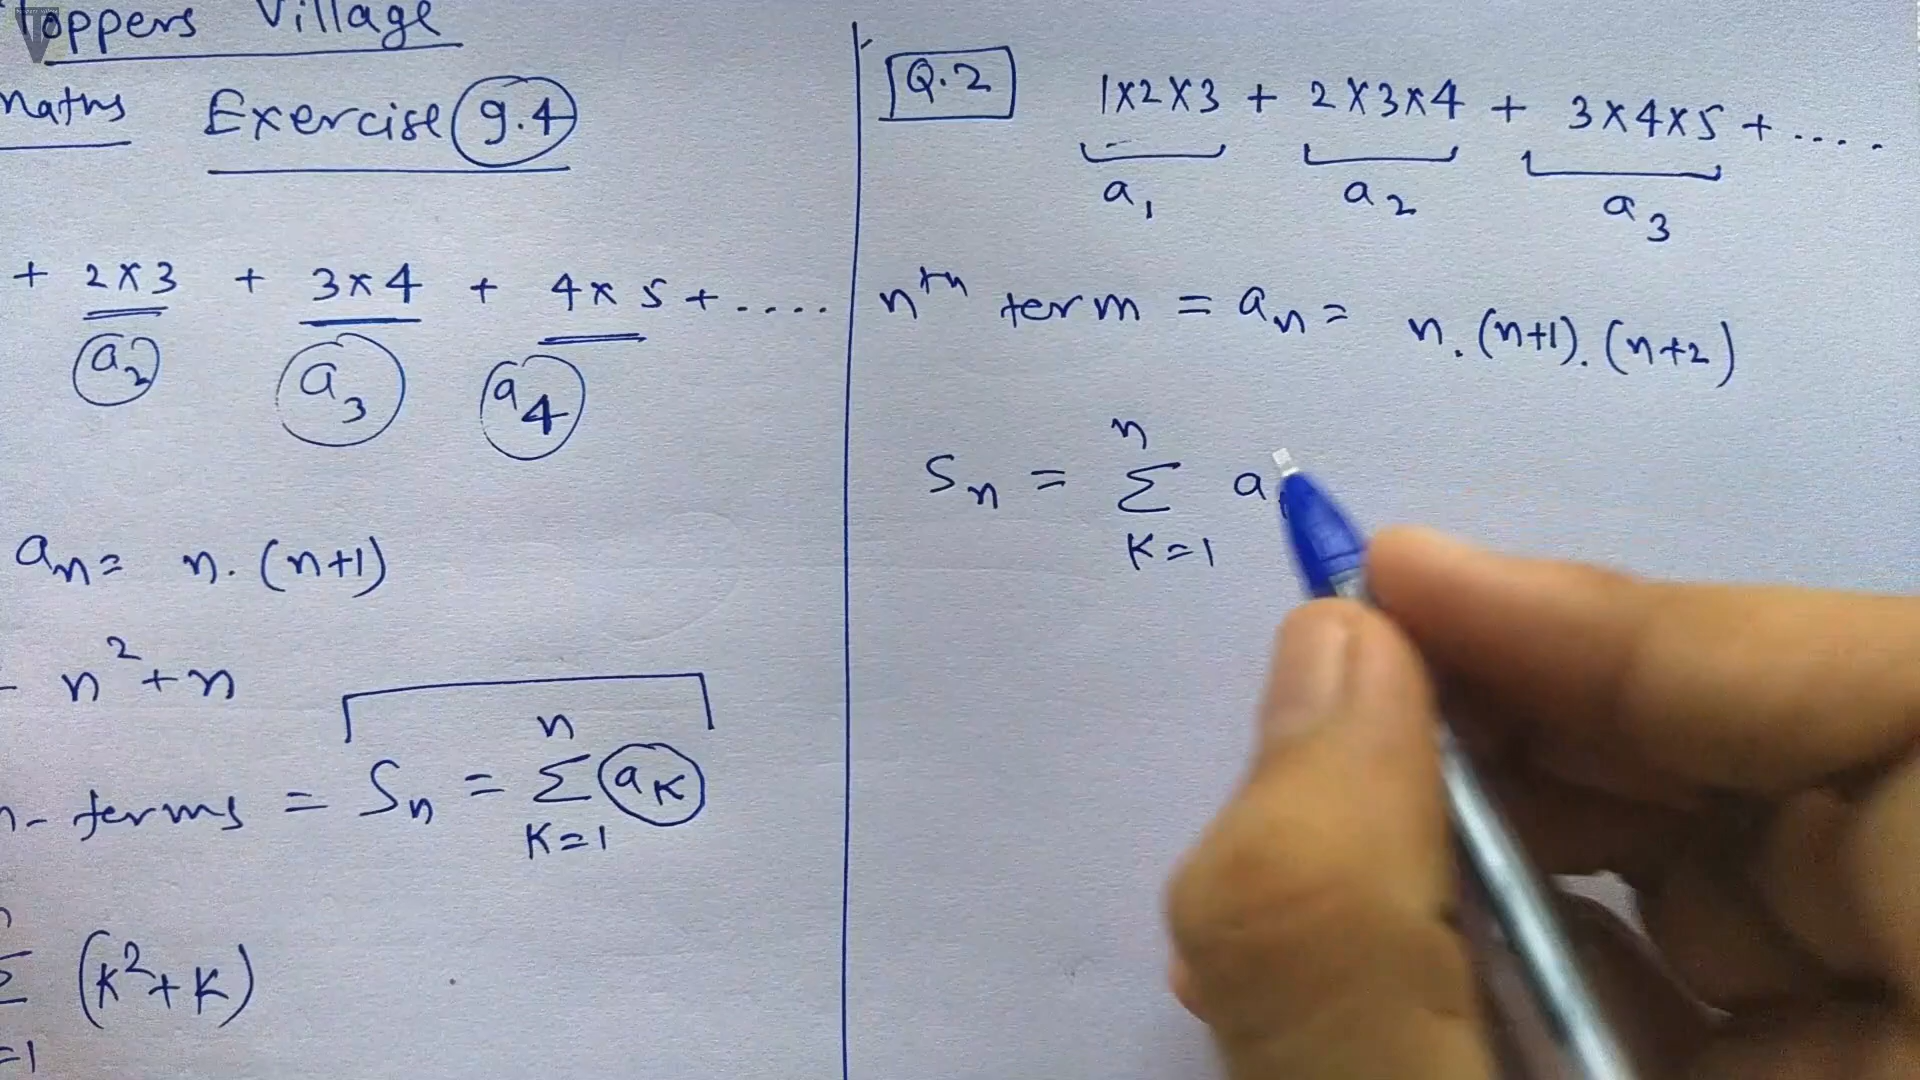 Toppers Village
Maths Exercise 9.4
+ 2×3 + 3×4 + 4×5+....
a2 a3 a4
an= n.(n+1)
n²+n
n- terms = Sn = n Σ K=1 aK
Σ (K²+K)
=1
Q.2 1×2×3 + 2×3×4 + 3×4×5 + ....
a1 a2 a3
nth term = an = n.(n+1).(n+2)
Sn = n Σ K=1 a